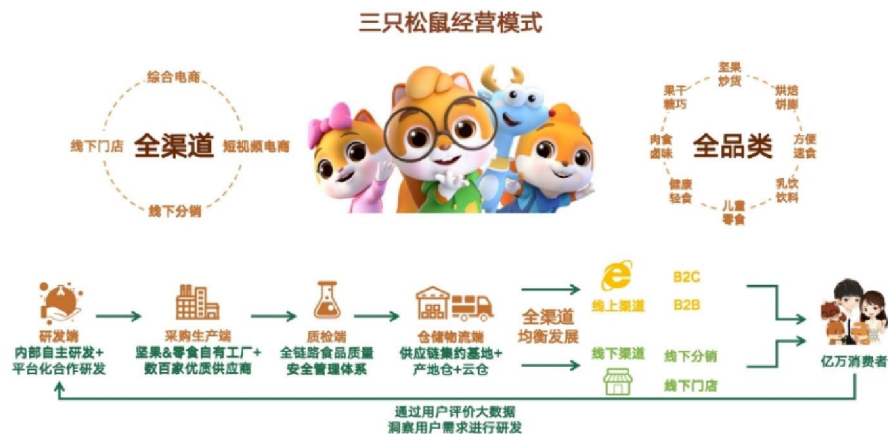 三只松鼠经营模式
综合电商
线下门店
全渠道
短视频电商
线下分销
坚果
炒货
果干
糖巧
烘焙
饼膨
肉食
卤味
全品类
方便
速食
健康
轻食
乳饮
饮料
儿童
零食
研发端
内部自主研发+
平台化合作研发
采购生产端
坚果&零食自有工厂+
数百家优质供应商
质检端
全链路食品质量
安全管理体系
仓储物流端
供应链集约基地+
产地仓+云仓
全渠道
均衡发展
线上渠道
B2C
B2B
线下渠道
线下分销
线下门店
亿万消费者
通过用户评价大数据
洞察用户需求进行研发